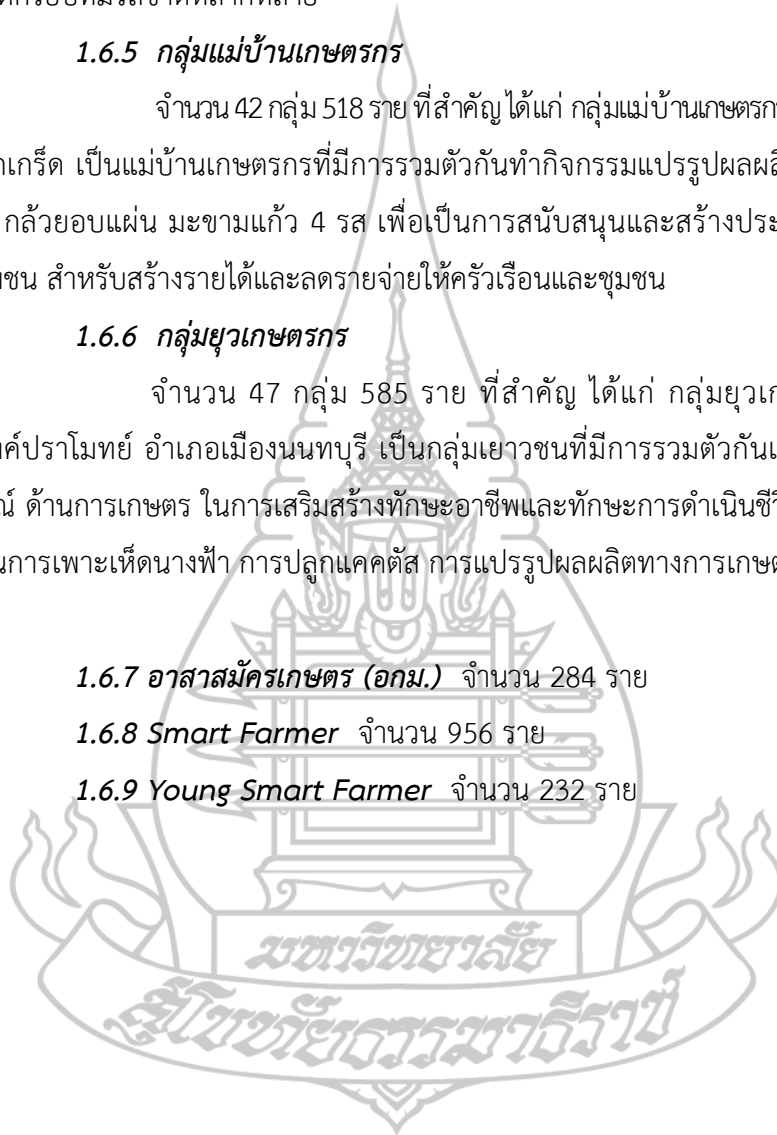 1.6.5 กลุ่มแม่บ้านเกษตรกร
จำนวน 42 กลุ่ม 518 ราย ที่สำคัญ ได้แก่ กลุ่มแม่บ้านเกษตรกร
เกร็ด เป็นแม่บ้านเกษตรกรที่มีการรวมตัวกันทำกิจกรรมแปรรูปผลผลิ
กล้วยอบแผ่น มะขามแก้ว 4 รส เพื่อเป็นการสนับสนุนและสร้างประ
ชน สำหรับสร้างรายได้และลดรายจ่ายให้ครัวเรือนและชุมชน
1.6.6 กลุ่มยุวเกษตรกร
จำนวน 47 กลุ่ม 585 ราย ที่สำคัญ ได้แก่ กลุ่มยุวเก
ค์ปราโมทย์ อำเภอเมืองนนทบุรี เป็นกลุ่มเยาวชนที่มีการรวมตัวกันแ
ณ์ ด้านการเกษตร ในการเสริมสร้างทักษะอาชีพและทักษะการดำเนินชีวิ
นการเพาะเห็ดนางฟ้า การปลูกแคคตัส การแปรรูปผลผลิตทางการเกษต
1.6.7 อาสาสมัครเกษตร (อกม.) จำนวน 284 ราย
1.6.8 Smart Farmer จำนวน 956 ราย
1.6.9 Young Smart Farmer จำนวน 232 ราย
มหาวิทยาลัย
สุโขทัยธรรมาธิราช